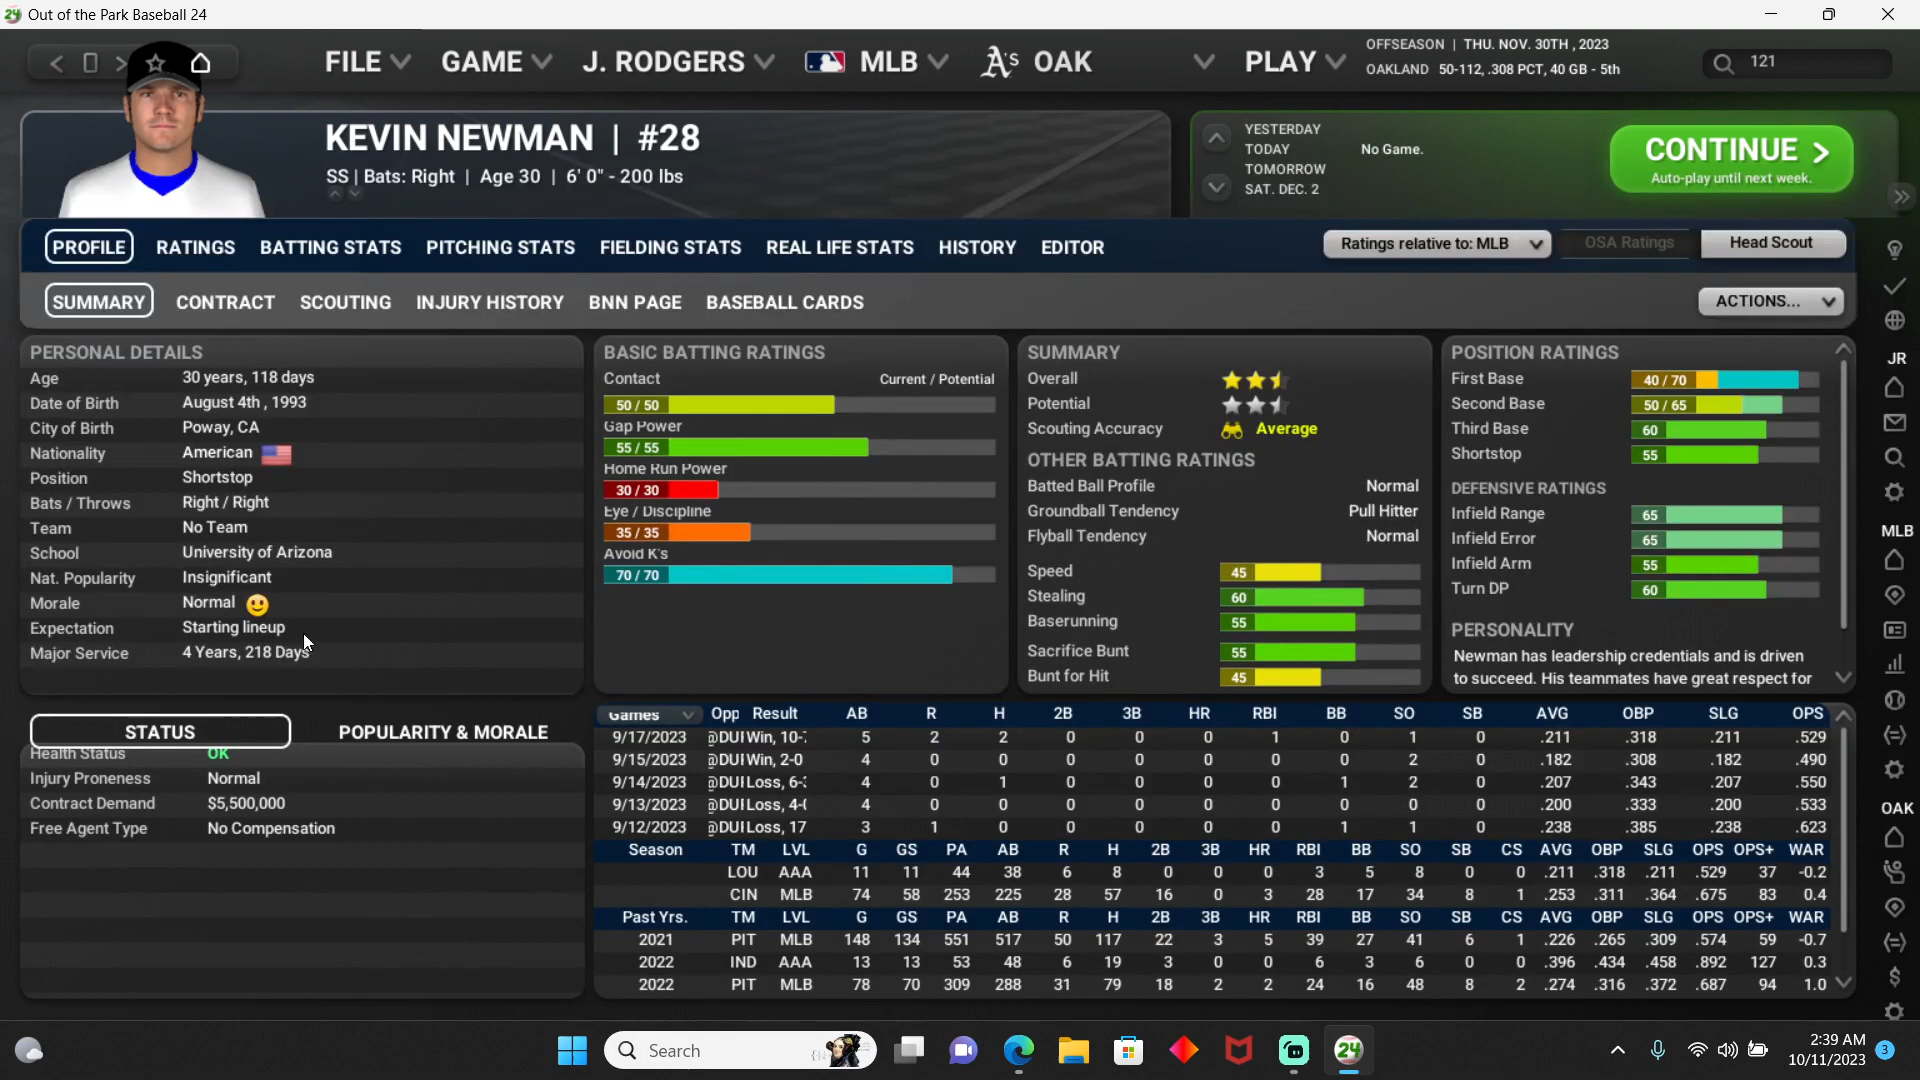 Out of the Park Baseball 24
FILE GAME J. RODGERS MLB A's OAK PLAY
OFFSEASON | THU. NOV. 30TH , 2023
OAKLAND 50-112, .308 PCT, 40 GB - 5th
121
KEVIN NEWMAN | #28
SS | Bats: Right | Age 30 | 6' 0" - 200 lbs
YESTERDAY
TODAY No Game.
TOMORROW
SAT. DEC. 2
CONTINUE >
Auto-play until next week.
PROFILE RATINGS BATTING STATS PITCHING STATS FIELDING STATS REAL LIFE STATS HISTORY EDITOR
Ratings relative to: MLB OSA Ratings Head Scout
SUMMARY CONTRACT SCOUTING INJURY HISTORY BNN PAGE BASEBALL CARDS
ACTIONS...
PERSONAL DETAILS
Age 30 years, 118 days
Date of Birth August 4th , 1993
City of Birth Poway, CA
Nationality American
Position Shortstop
Bats / Throws Right / Right
Team No Team
School University of Arizona
Nat. Popularity Insignificant
Morale Normal
Expectation Starting lineup
Major Service 4 Years, 218 Days
BASIC BATTING RATINGS
Contact Current / Potential
50 / 50
Gap Power
55 / 55
Home Run Power
30 / 30
Eye / Discipline
35 / 35
Avoid K's
70 / 70
SUMMARY
Overall
Potential
Scouting Accuracy Average
OTHER BATTING RATINGS
Batted Ball Profile Normal
Groundball Tendency Pull Hitter
Flyball Tendency Normal
Speed 45
Stealing 60
Baserunning 55
Sacrifice Bunt 55
Bunt for Hit 45
POSITION RATINGS
First Base 40 / 70
Second Base 50 / 65
Third Base 60
Shortstop 55
DEFENSIVE RATINGS
Infield Range 65
Infield Error 65
Infield Arm 55
Turn DP 60
PERSONALITY
Newman has leadership credentials and is driven
to succeed. His teammates have great respect for
JR
MLB
OAK
STATUS POPULARITY & MORALE
Health Status OK
Injury Proneness Normal
Contract Demand $5,500,000
Free Agent Type No Compensation
Games Opp Result AB R H 2B 3B HR RBI BB SO SB AVG OBP SLG OPS
9/17/2023 @DUI Win, 10- 5 2 2 0 0 0 1 0 1 0 .211 .318 .211 .529
9/15/2023 @DUI Win, 2-0 4 0 0 0 0 0 0 0 2 0 .182 .308 .182 .490
9/14/2023 @DUI Loss, 6- 4 0 1 0 0 0 0 1 2 0 .207 .343 .207 .550
9/13/2023 @DUI Loss, 4- 4 0 0 0 0 0 0 0 0 0 .200 .333 .200 .533
9/12/2023 @DUI Loss, 17 3 1 0 0 0 0 0 1 1 0 .238 .385 .238 .623
Season TM LVL G GS PA AB R H 2B 3B HR RBI BB SO SB CS AVG OBP SLG OPS OPS+ WAR
LOU AAA 11 11 44 38 6 8 0 0 0 3 5 8 0 0 .211 .318 .211 .529 37 -0.2
CIN MLB 74 58 253 225 28 57 16 0 3 28 17 34 8 1 .253 .311 .364 .675 83 0.4
Past Yrs. TM LVL G GS PA AB R H 2B 3B HR RBI BB SO SB CS AVG OBP SLG OPS OPS+ WAR
2021 PIT MLB 148 134 551 517 50 117 22 3 5 39 27 41 6 1 .226 .265 .309 .574 59 -0.7
2022 IND AAA 13 13 53 48 6 19 3 0 0 6 3 6 0 0 .396 .434 .458 .892 127 0.3
2022 PIT MLB 78 70 309 288 31 79 18 2 2 24 16 48 8 2 .274 .316 .372 .687 94 1.0
Search
24
2:39 AM
10/11/2023
3